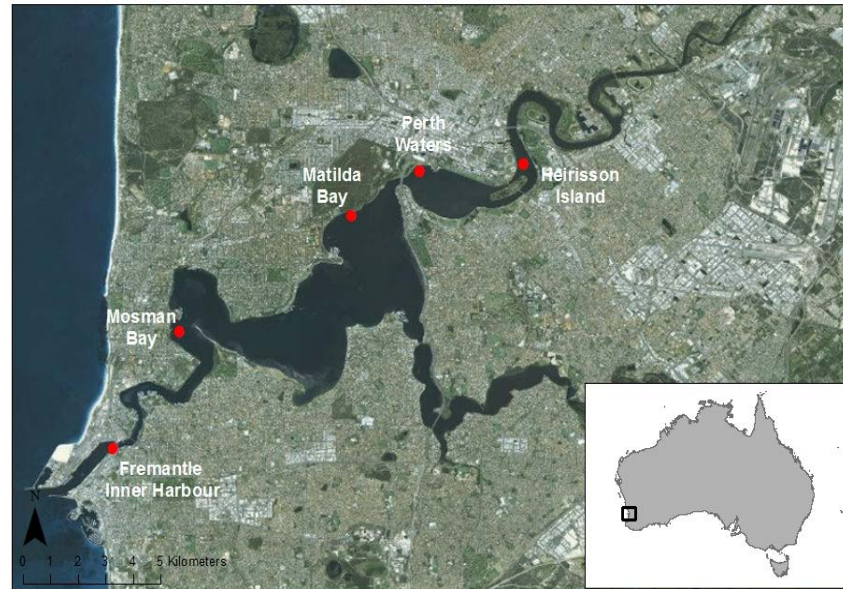 Perth
Waters
Matilda
Bay
Heirisson
Island
Mosman
Bay
Fremantle
Inner Harbour
N
0 1 2 3 4 5 Kilometers